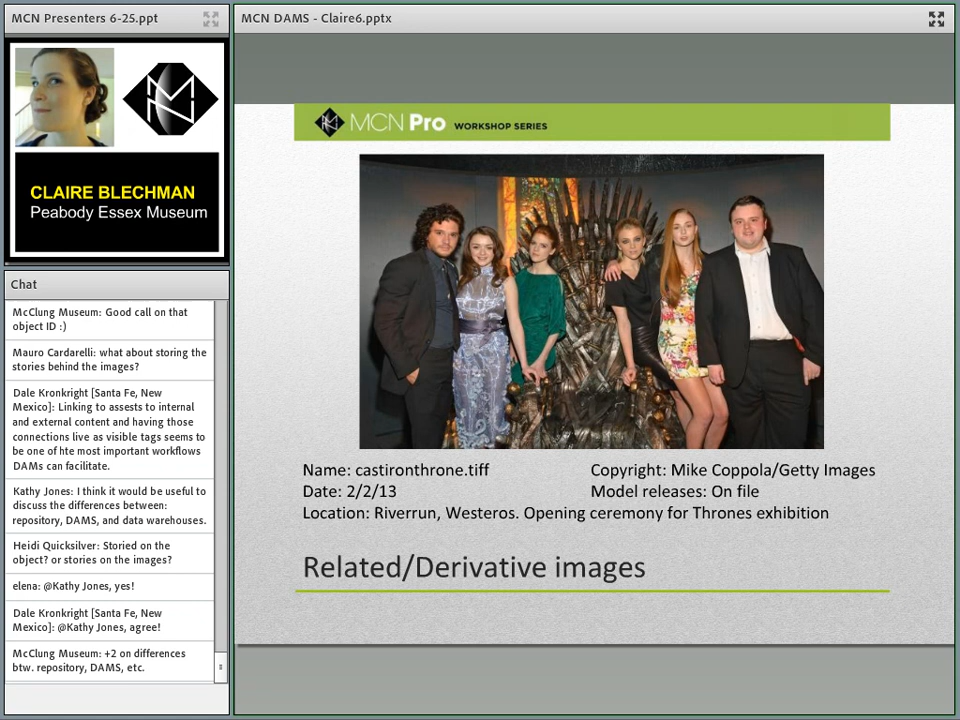 MCN Presenters 6-25.ppt
CLAIRE BLECHMAN
Peabody Essex Museum
Chat
McClung Museum: Good call on that
object ID :)
Mauro Cardarelli: what about storing the
stories behind the images?
Dale Kronkright [Santa Fe, New
Mexico]: Linking to assests to internal
and external content and having those
connections live as visible tags seems to
be one of hte most important workflows
DAMs can facilitate.
Kathy Jones: I think it would be useful to
discuss the differences between:
repository, DAMS, and data warehouses.
Heidi Quicksilver: Storied on the
object? or stories on the images?
elena: @Kathy Jones, yes!
Dale Kronkright [Santa Fe, New
Mexico]: @Kathy Jones, agree!
McClung Museum: +2 on differences
btw. repository, DAMS, etc.
MCN DAMS - Claire6.pptx
MCN Pro WORKSHOP SERIES
Name: castironthrone.tiff Copyright: Mike Coppola/Getty Images
Date: 2/2/13 Model releases: On file
Location: Riverrun, Westeros. Opening ceremony for Thrones exhibition
Related/Derivative images